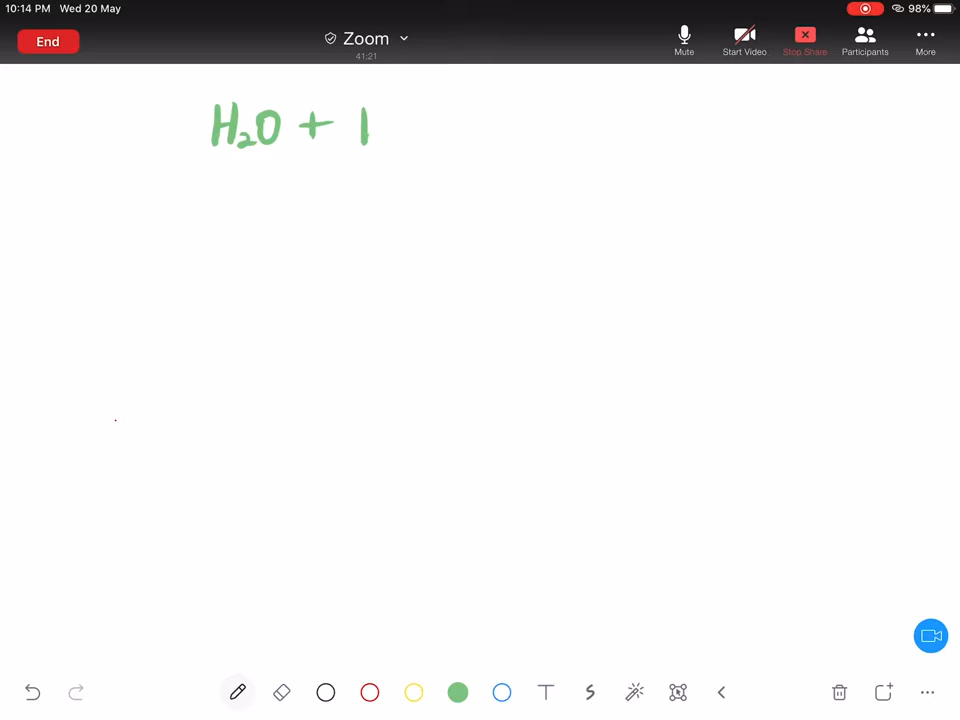 10:14 PM Wed 20 May 98%
End Zoom Mute Start Video Stop Share Participants More
41:21
H₂O + 1
T